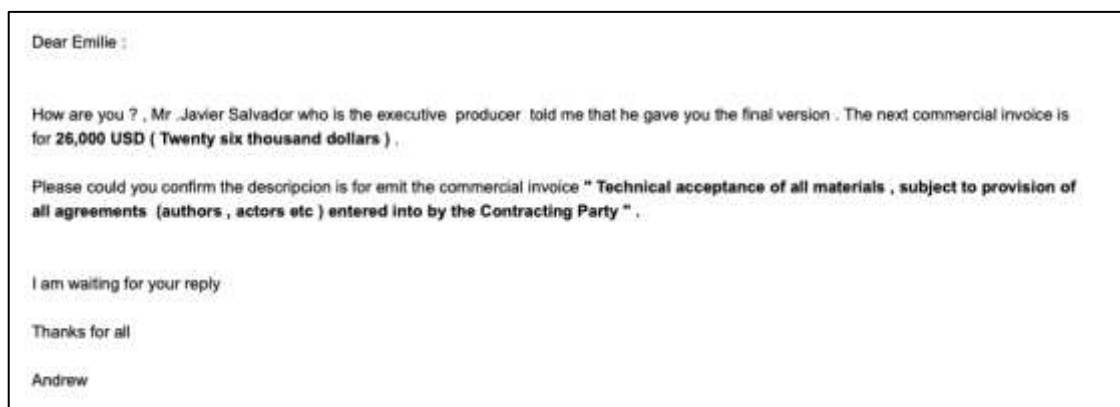 Dear Emilie :
How are you ? , Mr .Javier Salvador who is the executive producer told me that he gave you the final version . The next commercial invoice is
for 26,000 USD ( Twenty six thousand dollars ) .
Please could you confirm the descripcion is for emit the commercial invoice " Technical acceptance of all materials , subject to provision of
all agreements (authors , actors etc ) entered into by the Contracting Party " .
I am waiting for your reply
Thanks for all
Andrew